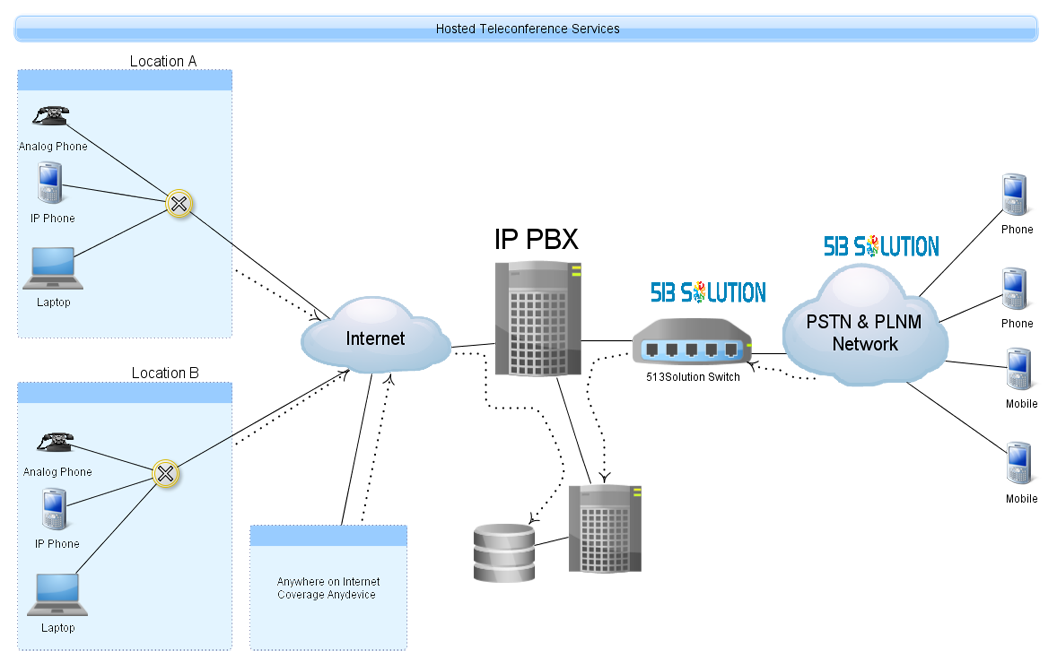 Hosted Teleconference Services
Location A
Analog Phone
IP Phone
Laptop
Location B
Analog Phone
IP Phone
Laptop
Anywhere on Internet
Coverage Anydevice
Internet
IP PBX
513 SOLUTION
513Solution Switch
513 SOLUTION
PSTN & PLNM
Network
Phone
Phone
Mobile
Mobile